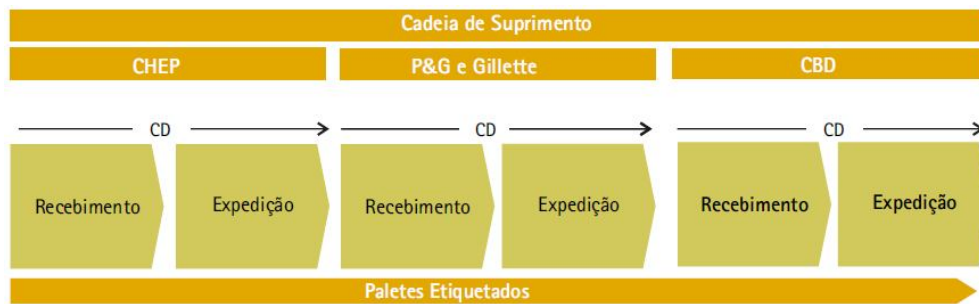 Cadeia de Suprimento
CHEP P&G e Gillette CBD
CD CD CD
Recebimento Expedição Recebimento Expedição Recebimento Expedição
Paletes Etiquetados